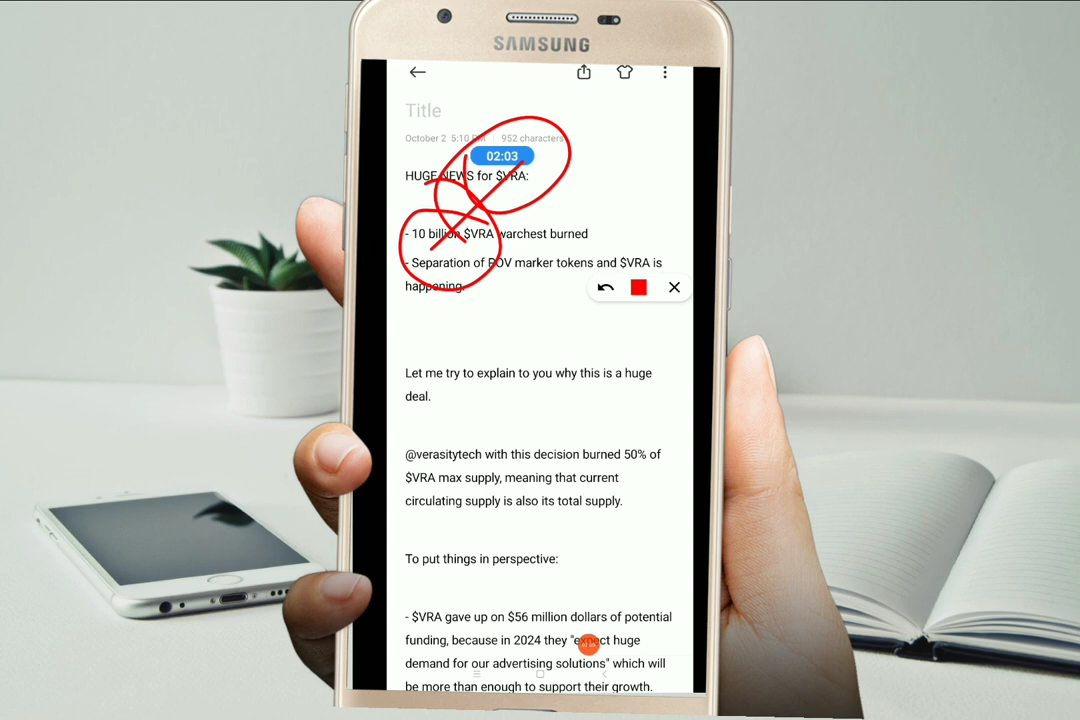 SAMSUNG
Title
October 2 5:10 PM | 952 characters
02:03
HUGE NEWS for $VRA:
- 10 billion $VRA warchest burned
- Separation of POV marker tokens and $VRA is
happening.
Let me try to explain to you why this is a huge
deal.
@verasitytech with this decision burned 50% of
$VRA max supply, meaning that current
circulating supply is also its total supply.
To put things in perspective:
- $VRA gave up on $56 million dollars of potential
funding, because in 2024 they "expect huge
demand for our advertising solutions" which will
be more than enough to support their growth.